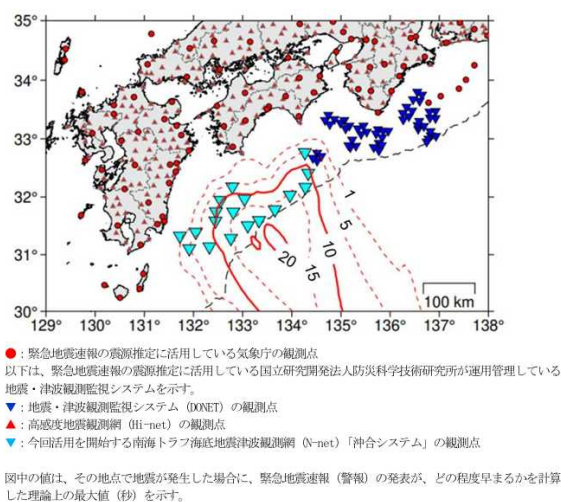 35°
34°
33°
32°
31°
30°
1
5
10
15
20
100 km
129° 130° 131° 132° 133° 134° 135° 136° 137° 138°
●：緊急地震速報の震源推定に活用している気象庁の観測点
以下は、緊急地震速報の震源推定に活用している国立研究開発法人防災科学技術研究所が運用管理している
地震・津波観測監視システムを示す。
▼：地震・津波観測監視システム（DONET）の観測点
▲：高感度地震観測網（Hi-net）の観測点
▼：今回活用を開始する南海トラフ海底地震津波観測網（N-net）「沖合システム」の観測点
図中の値は、その地点で地震が発生した場合に、緊急地震速報（警報）の発表が、どの程度早まるかを計算
した理論上の最大値（秒）を示す。